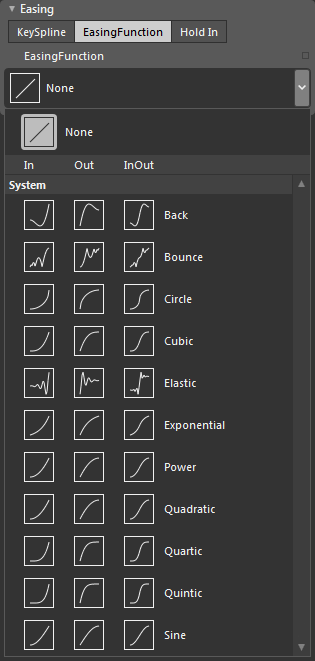 Easing
KeySpline EasingFunction Hold In
EasingFunction
None
None
In Out InOut
System
Back
Bounce
Circle
Cubic
Elastic
Exponential
Power
Quadratic
Quartic
Quintic
Sine